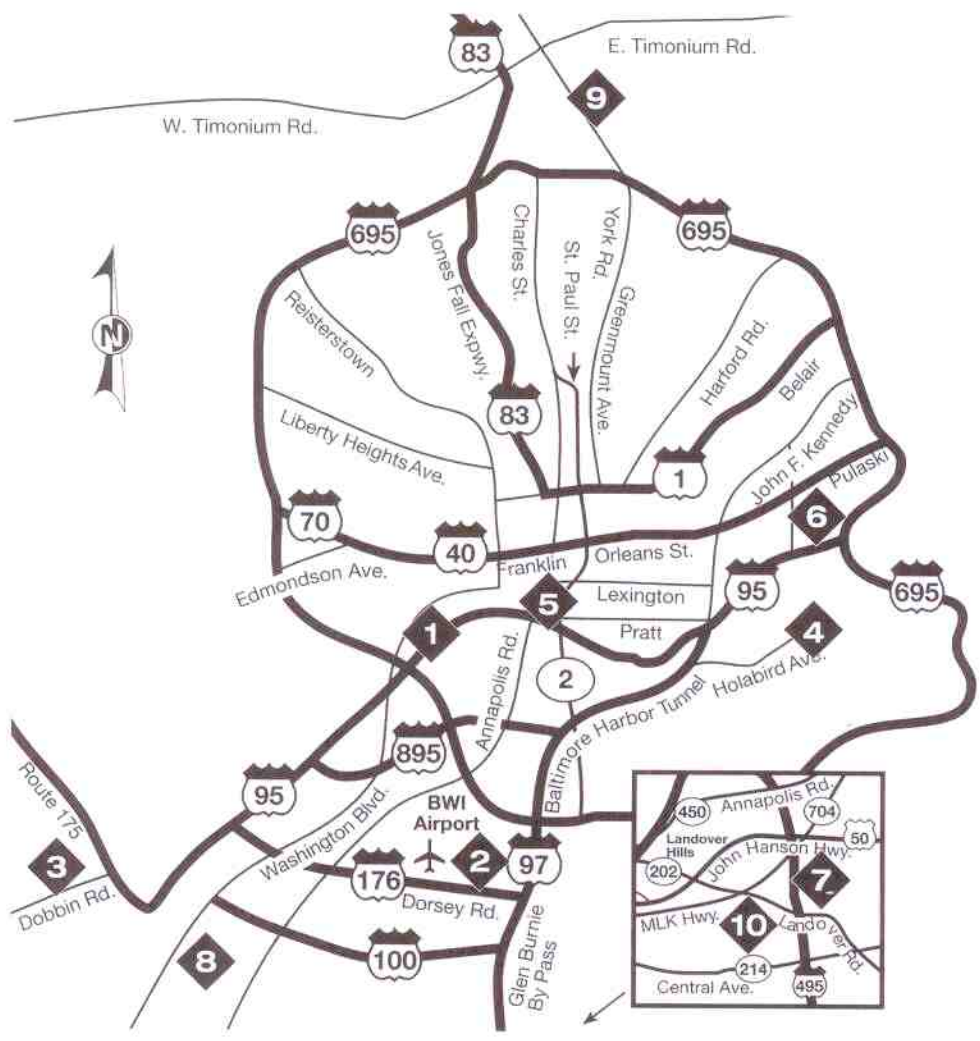 83
E. Timonium Rd.
9
W. Timonium Rd.
695
695
N
Jones Fall Expwy.
Charles St.
St. Paul St.
York Rd.
Greenmount Ave.
Reisterstown
Harford Rd.
Belair
Liberty Heights Ave.
83
1
John F. Kennedy
Pulaski
70
40
6
Franklin
Orleans St.
Edmondson Ave.
95
695
Lexington
5
1
Pratt
4
Holabird Ave.
2
Annapolis Rd.
Baltimore Harbor Tunnel
895
95
Route 175
Washington Blvd.
BWI
Airport
3
Dobbin Rd.
2
97
176
Dorsey Rd.
8
100
Glen Burnie
By Pass
Annapolis Rd.
450
704
50
Landover
Hills
John Hanson Hwy.
202
7
MLK Hwy.
10
Landover Rd.
214
Central Ave.
495